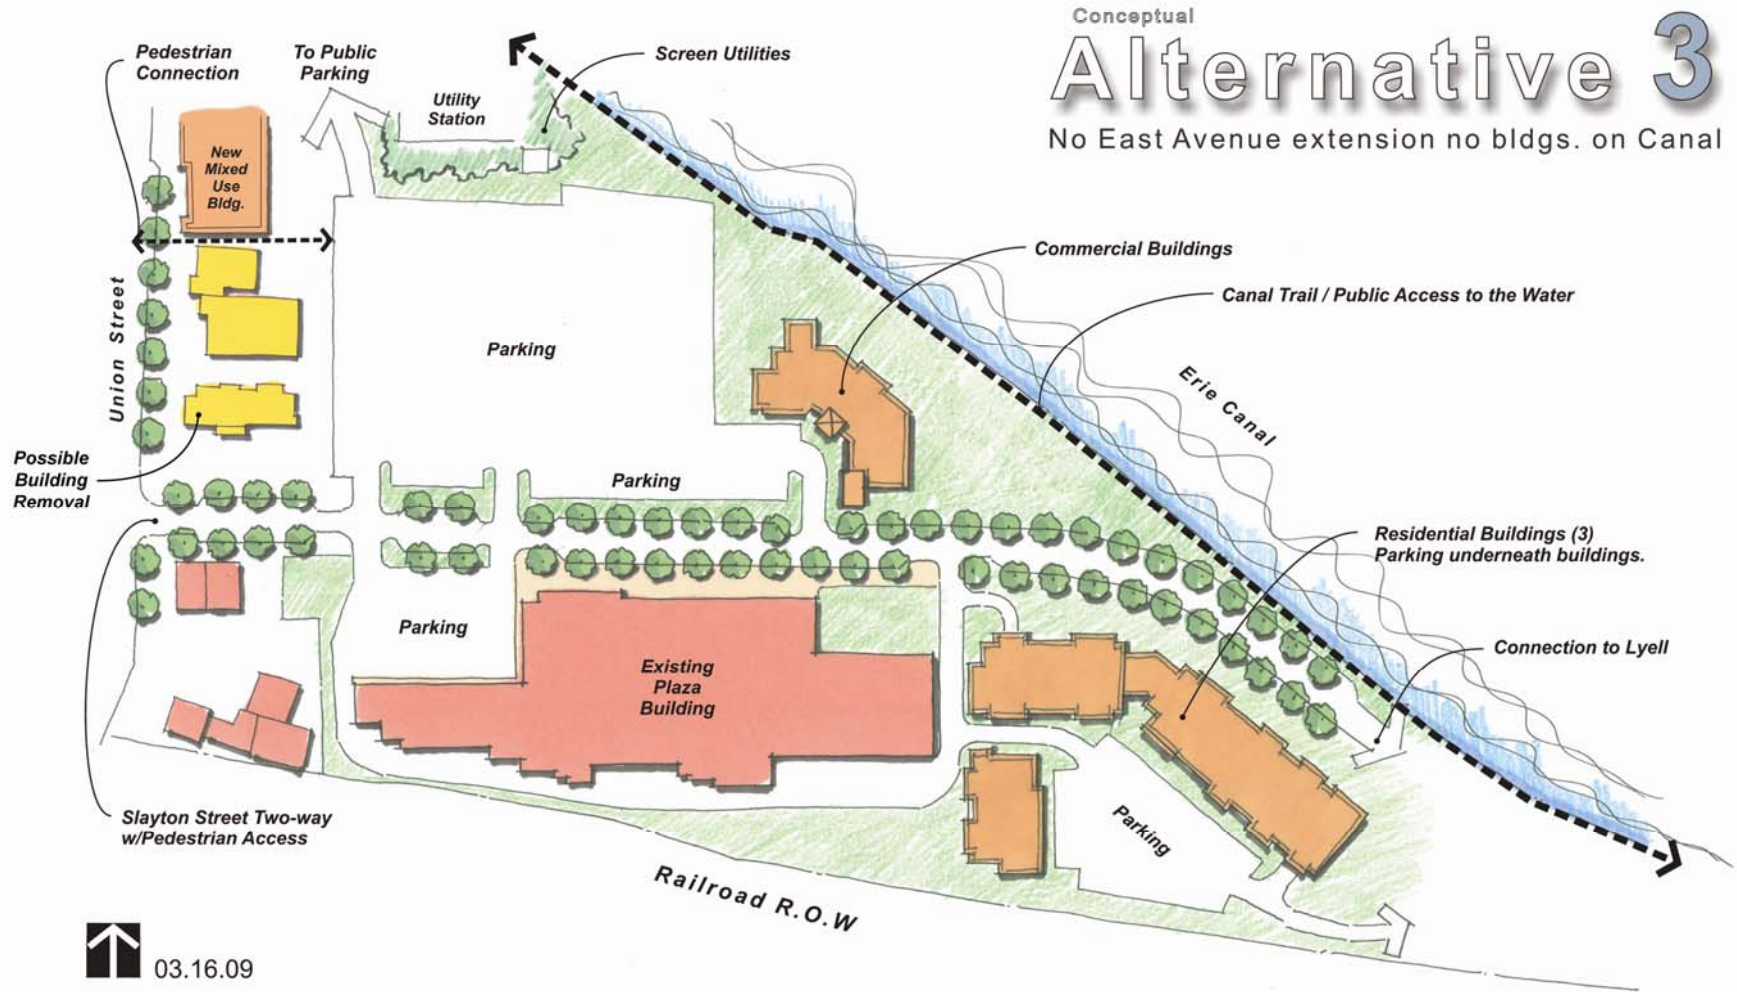 Conceptual
Alternative 3
No East Avenue extension no bldgs. on Canal
Pedestrian
Connection
To Public
Parking
Screen Utilities
Utility
Station
New
Mixed
Use
Bldg.
Commercial Buildings
Canal Trail / Public Access to the Water
Union Street
Parking
Erie Canal
Possible
Building
Removal
Parking
Residential Buildings (3)
Parking underneath buildings.
Parking
Existing
Plaza
Building
Connection to Lyell
Slayton Street Two-way
w/Pedestrian Access
Parking
Railroad R.O.W
03.16.09